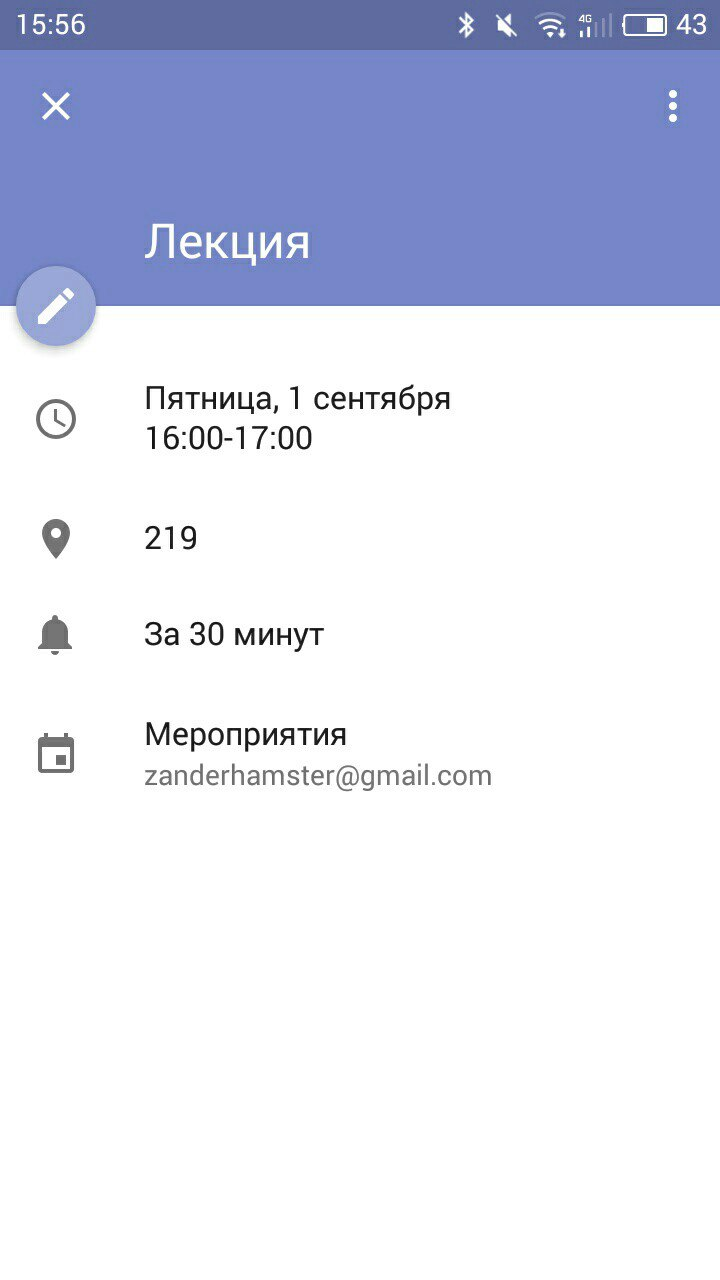 15:56
4G
43
Лекция
Пятница, 1 сентября
16:00-17:00
219
За 30 минут
Мероприятия
zanderhamster@gmail.com